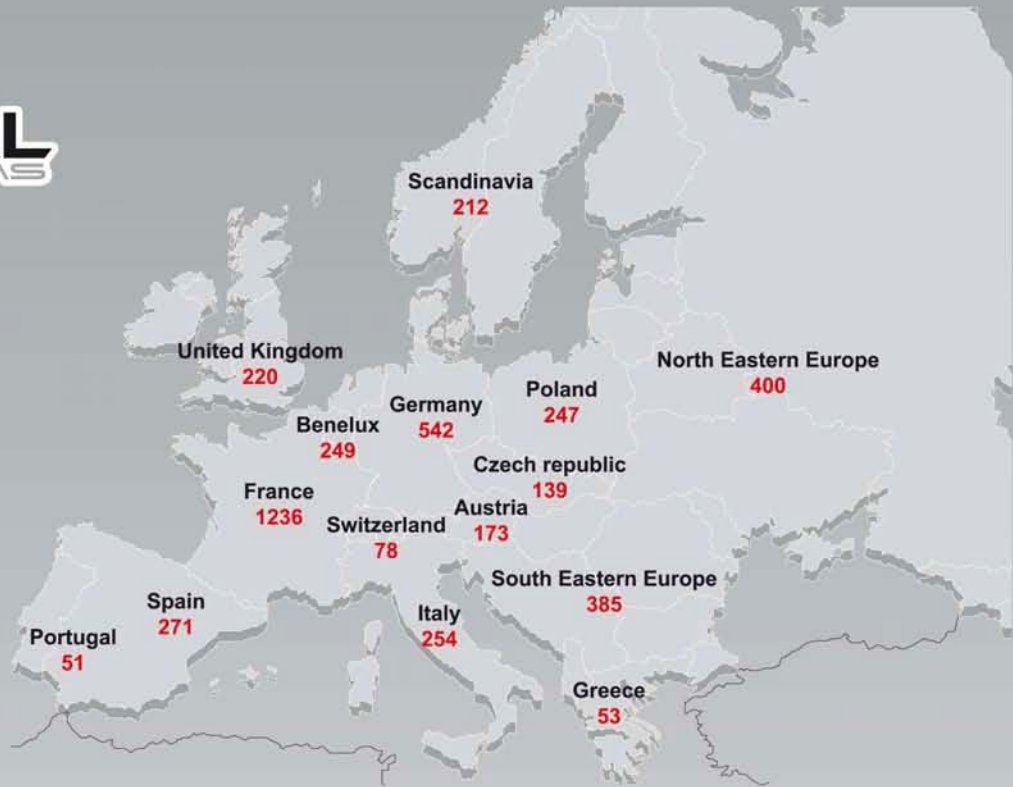 L
AS
Scandinavia
212
United Kingdom
220
North Eastern Europe
400
Poland
247
Germany
542
Benelux
249
Czech republic
139
France
1236
Austria
173
Switzerland
78
South Eastern Europe
385
Spain
271
Italy
254
Portugal
51
Greece
53